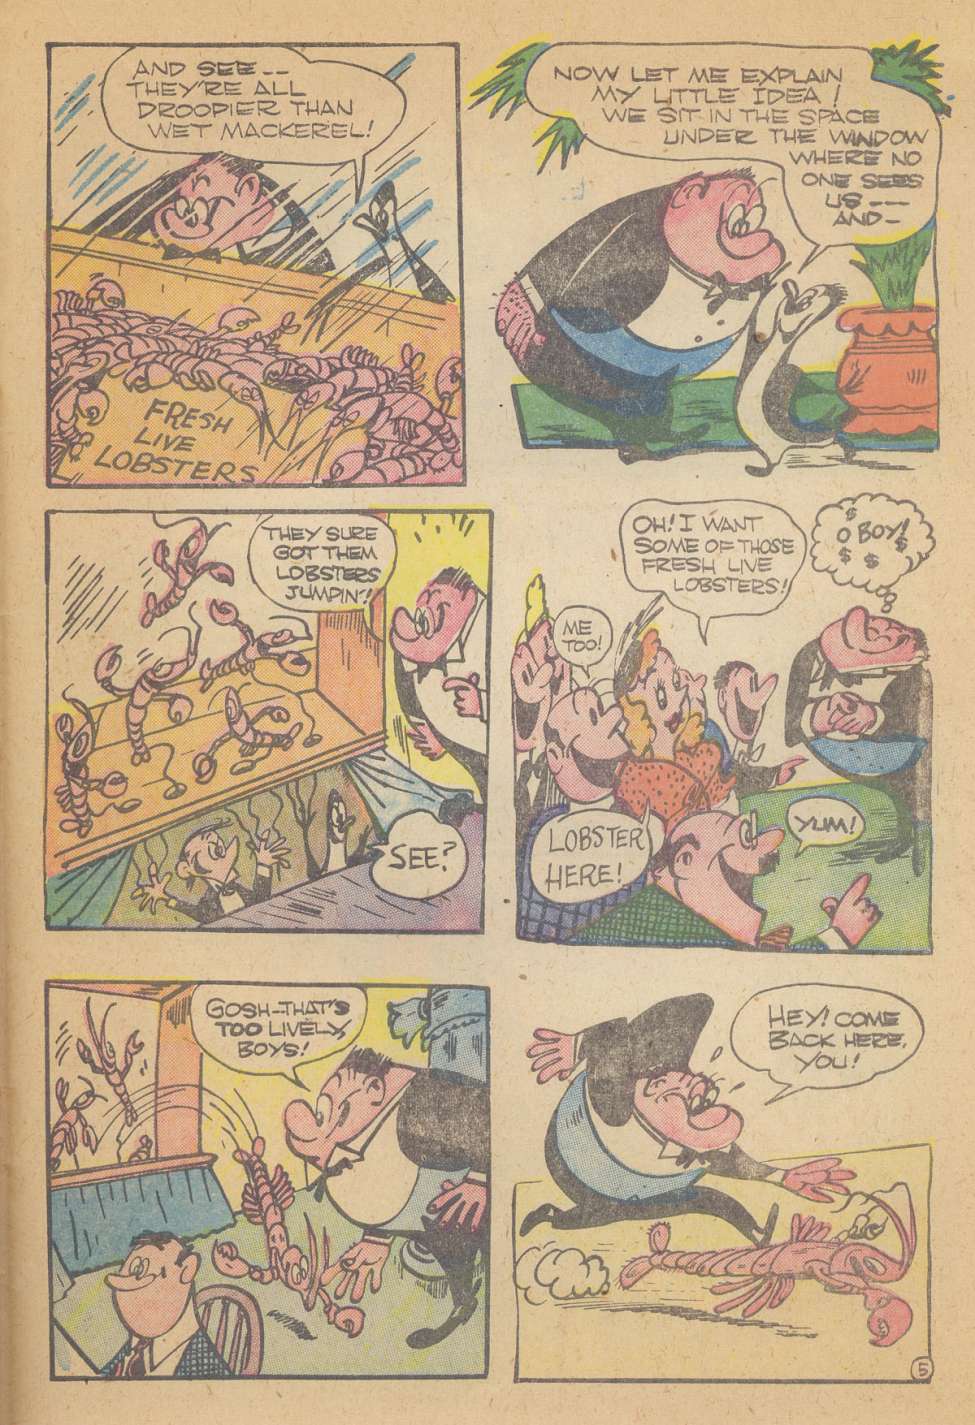 AND SEE--
THEY'RE ALL
DROOPIER THAN
WET MACKEREL!
FRESH
LIVE
LOBSTERS
NOW LET ME EXPLAIN
MY LITTLE IDEA!
WE SIT IN THE SPACE
UNDER THE WINDOW
WHERE NO
ONE SEES
US---
AND-
THEY SURE
GOT THEM
LOBSTERS
JUMPIN'!
SEE?
OH! I WANT
SOME OF THOSE
FRESH LIVE
LOBSTERS!
$
O BOY!
$
$ $
ME
TOO!
LOBSTER
HERE!
YUM!
GOSH-THAT'S
TOO LIVELY,
BOYS!
HEY! COME
BACK HERE,
YOU!
5